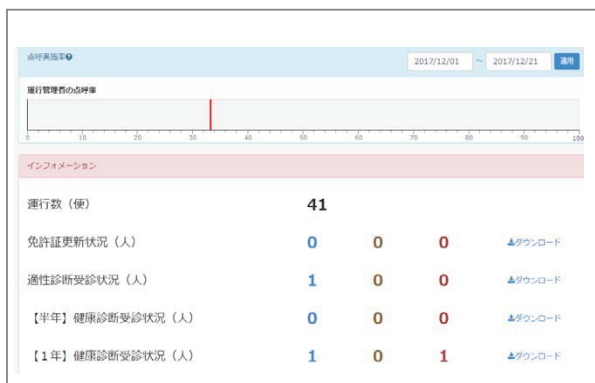 点呼実施率 2017/12/01 ~ 2017/12/21 適用
運行管理者の点呼率
0 10 20 30 40 50 60 70 80 90 100
インフォメーション
運行数（便） 41
免許証更新状況（人） 0 0 0 ダウンロード
適性診断受診状況（人） 1 0 0 ダウンロード
【半年】健康診断受診状況（人） 0 0 0 ダウンロード
【１年】健康診断受診状況（人） 1 0 1 ダウンロード